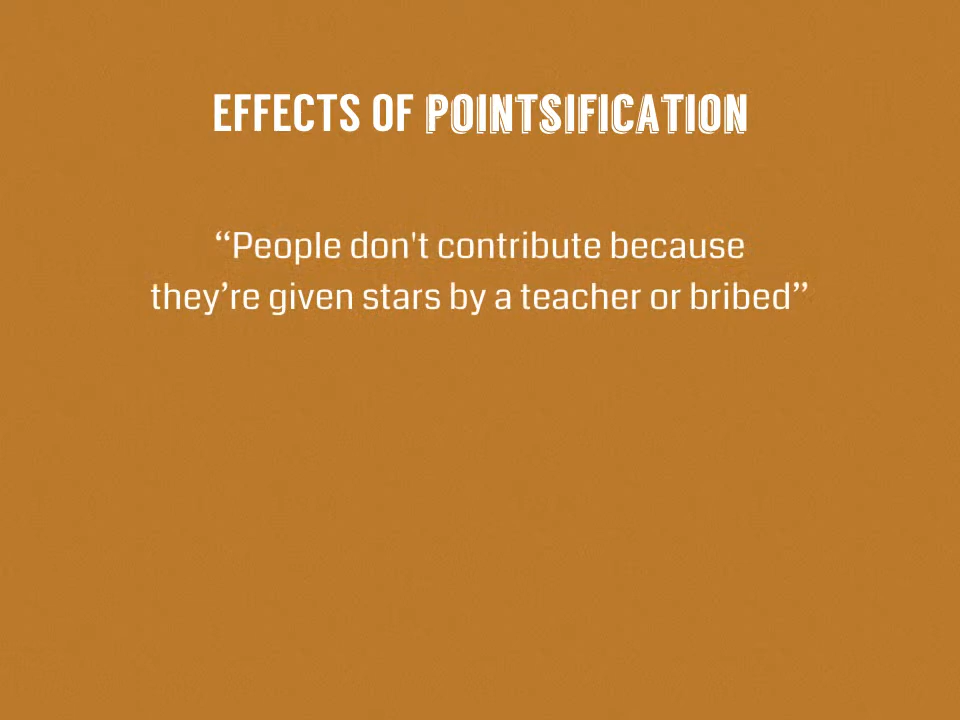 EFFECTS OF POINTSIFICATION
“People don't contribute because
they’re given stars by a teacher or bribed”